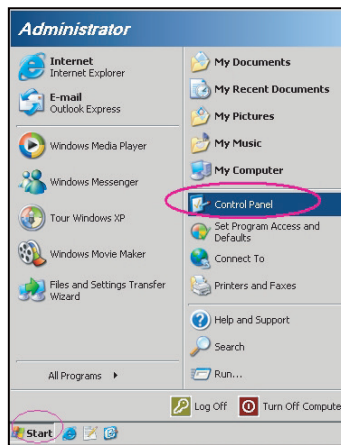 Administrator
Internet
Internet Explorer
E-mail
Outlook Express
Windows Media Player
Windows Messenger
Tour Windows XP
Windows Movie Maker
Files and Settings Transfer
Wizard
All Programs
My Documents
My Recent Documents
My Pictures
My Music
My Computer
Control Panel
Set Program Access and
Defaults
Connect To
Printers and Faxes
Help and Support
Search
Run...
Log Off
Turn Off Compute
Start